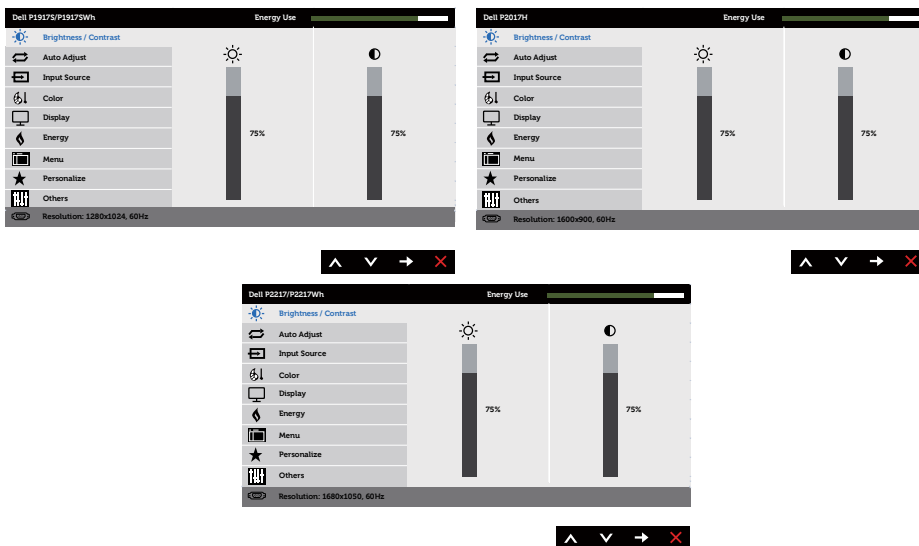 Dell P1917S/P1917SWh Energy Use
Brightness / Contrast
Auto Adjust
Input Source
Color
Display
Energy
Menu
Personalize
Others
75% 75%
Resolution: 1280x1024, 60Hz
Dell P2017H Energy Use
Brightness / Contrast
Auto Adjust
Input Source
Color
Display
Energy
Menu
Personalize
Others
75% 75%
Resolution: 1600x900, 60Hz
Dell P2217/P2217Wh Energy Use
Brightness / Contrast
Auto Adjust
Input Source
Color
Display
Energy
Menu
Personalize
Others
75% 75%
Resolution: 1680x1050, 60Hz